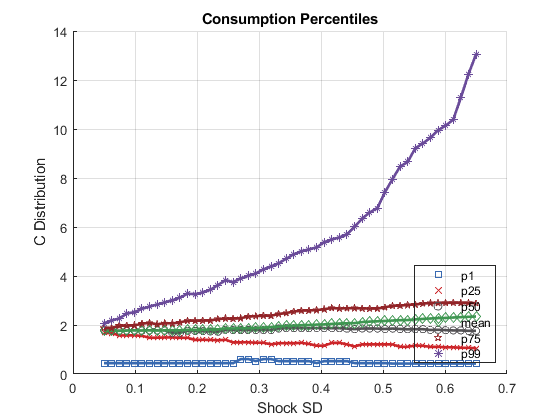 Consumption Percentiles
14
12
10
8
6
4
2
0
C Distribution
p1
p25
p50
mean
p75
p99
0 0.1 0.2 0.3 0.4 0.5 0.6 0.7
Shock SD